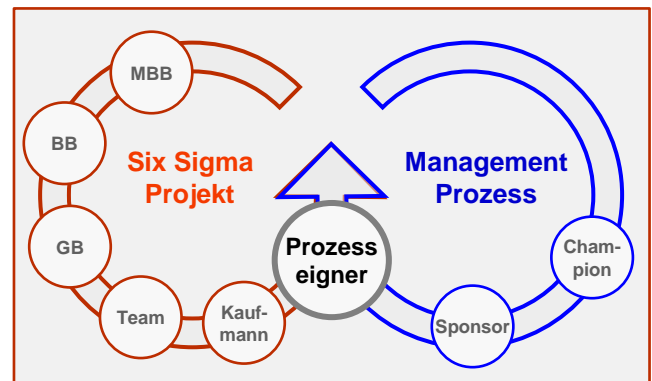 MBB
BB
Six Sigma
Projekt
Management
Prozess
GB
Prozess
eigner
Cham-
pion
Team
Kauf-
mann
Sponsor